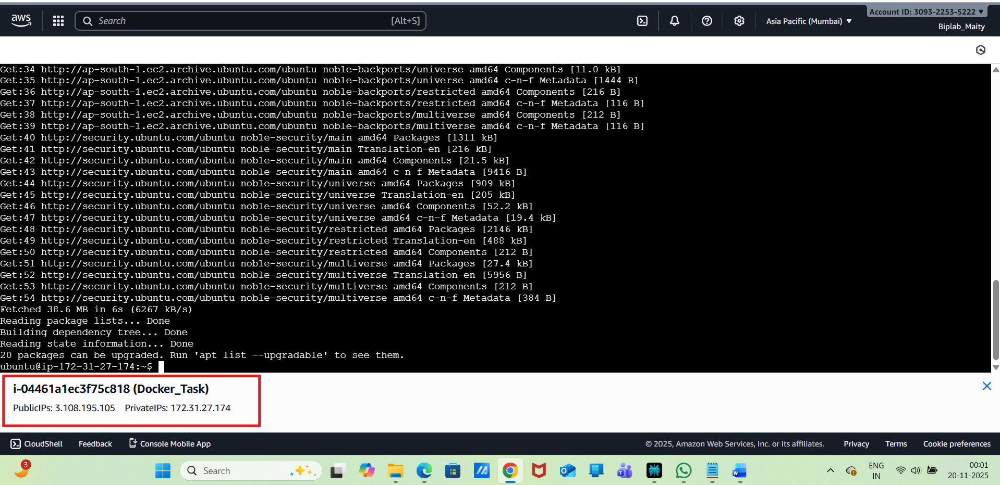 aws
Search [Alt+S]
Asia Pacific (Mumbai) ▼
Account ID: 3093-2253-5222 ▼
Biplab_Maity
Get:34 http://ap-south-1.ec2.archive.ubuntu.com/ubuntu noble-backports/universe amd64 Components [11.0 kB]
Get:35 http://ap-south-1.ec2.archive.ubuntu.com/ubuntu noble-backports/universe amd64 c-n-f Metadata [1444 B]
Get:36 http://ap-south-1.ec2.archive.ubuntu.com/ubuntu noble-backports/restricted amd64 Components [216 B]
Get:37 http://ap-south-1.ec2.archive.ubuntu.com/ubuntu noble-backports/restricted amd64 c-n-f Metadata [116 B]
Get:38 http://ap-south-1.ec2.archive.ubuntu.com/ubuntu noble-backports/multiverse amd64 Components [212 B]
Get:39 http://ap-south-1.ec2.archive.ubuntu.com/ubuntu noble-backports/multiverse amd64 c-n-f Metadata [116 B]
Get:40 http://security.ubuntu.com/ubuntu noble-security/main amd64 Packages [1311 kB]
Get:41 http://security.ubuntu.com/ubuntu noble-security/main Translation-en [216 kB]
Get:42 http://security.ubuntu.com/ubuntu noble-security/main amd64 Components [21.5 kB]
Get:43 http://security.ubuntu.com/ubuntu noble-security/main amd64 c-n-f Metadata [9416 B]
Get:44 http://security.ubuntu.com/ubuntu noble-security/universe amd64 Packages [909 kB]
Get:45 http://security.ubuntu.com/ubuntu noble-security/universe Translation-en [205 kB]
Get:46 http://security.ubuntu.com/ubuntu noble-security/universe amd64 Components [52.2 kB]
Get:47 http://security.ubuntu.com/ubuntu noble-security/universe amd64 c-n-f Metadata [19.4 kB]
Get:48 http://security.ubuntu.com/ubuntu noble-security/restricted amd64 Packages [2146 kB]
Get:49 http://security.ubuntu.com/ubuntu noble-security/restricted Translation-en [488 kB]
Get:50 http://security.ubuntu.com/ubuntu noble-security/restricted amd64 Components [212 B]
Get:51 http://security.ubuntu.com/ubuntu noble-security/multiverse amd64 Packages [27.4 kB]
Get:52 http://security.ubuntu.com/ubuntu noble-security/multiverse Translation-en [5956 B]
Get:53 http://security.ubuntu.com/ubuntu noble-security/multiverse amd64 Components [212 B]
Get:54 http://security.ubuntu.com/ubuntu noble-security/multiverse amd64 c-n-f Metadata [384 B]
Fetched 38.6 MB in 6s (6267 kB/s)
Reading package lists... Done
Building dependency tree... Done
Reading state information... Done
20 packages can be upgraded. Run 'apt list --upgradable' to see them.
ubuntu@ip-172-31-27-174:~$
i-04461a1ec3f75c818 (Docker_Task)
PublicIPs: 3.108.195.105 PrivateIPs: 172.31.27.174
CloudShell Feedback Console Mobile App © 2025, Amazon Web Services, Inc. or its affiliates. Privacy Terms Cookie preferences
3
Search
ENG
IN
00:01
20-11-2025